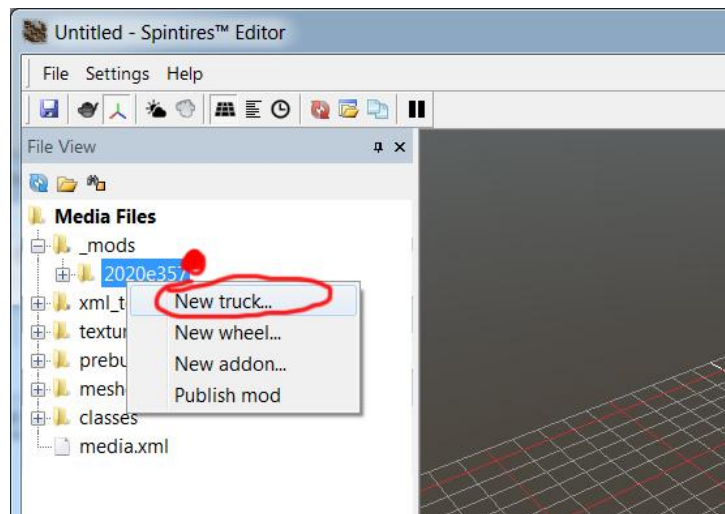 Untitled - Spintires™ Editor
File Settings Help
File View
Media Files
_mods
2020e357
New truck...
xml_t
New wheel...
textur
New addon...
prebu
Publish mod
mesh
classes
media.xml